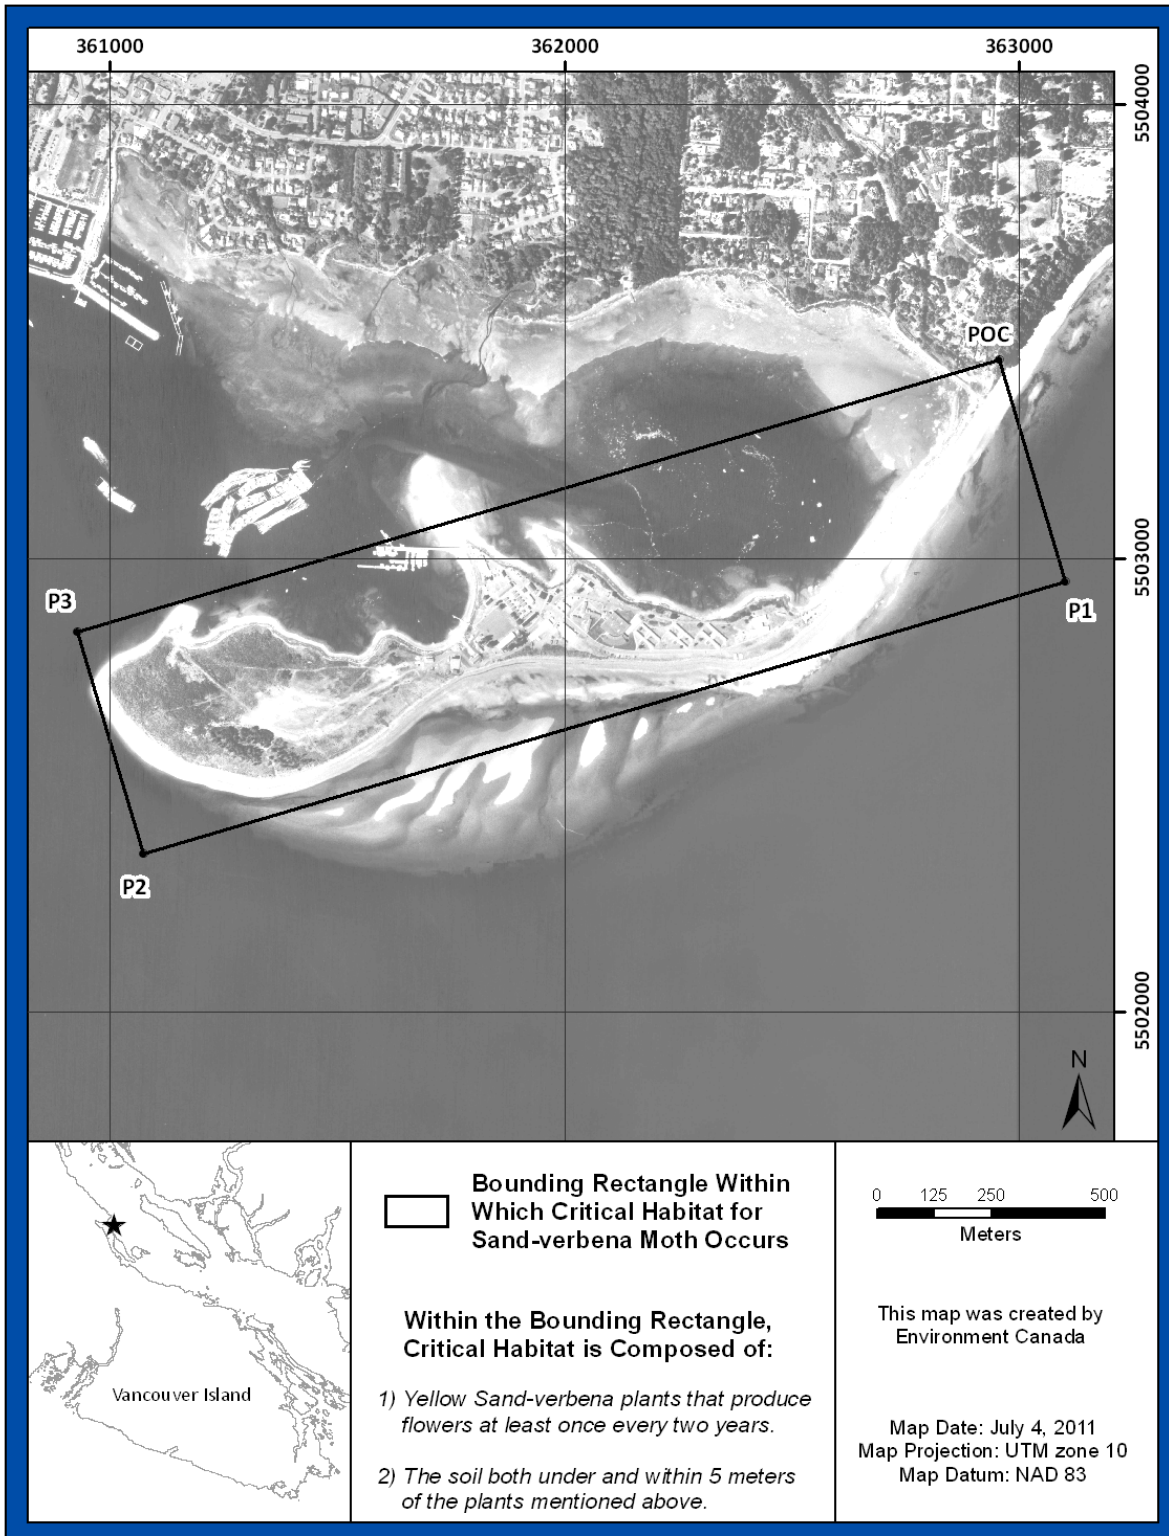 361000
362000
363000
5504000
POC
5503000
P3
P1
P2
5502000
N
Bounding Rectangle Within
Which Critical Habitat for
Sand-verbena Moth Occurs
Within the Bounding Rectangle,
Critical Habitat is Composed of:
1) Yellow Sand-verbena plants that produce
flowers at least once every two years.
2) The soil both under and within 5 meters
of the plants mentioned above.
Vancouver Island
0 125 250 500
Meters
This map was created by
Environment Canada
Map Date: July 4, 2011
Map Projection: UTM zone 10
Map Datum: NAD 83